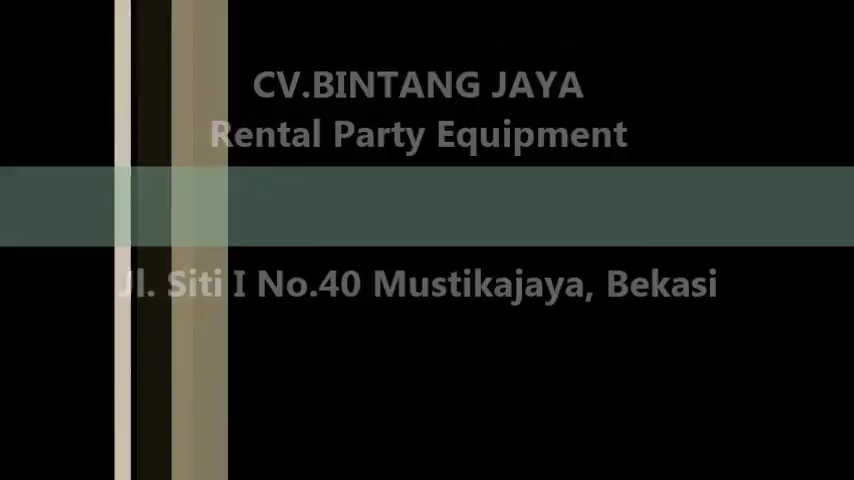 CV.BINTANG JAYA
Rental Party Equipment
Jl. Siti I No.40 Mustikajaya, Bekasi